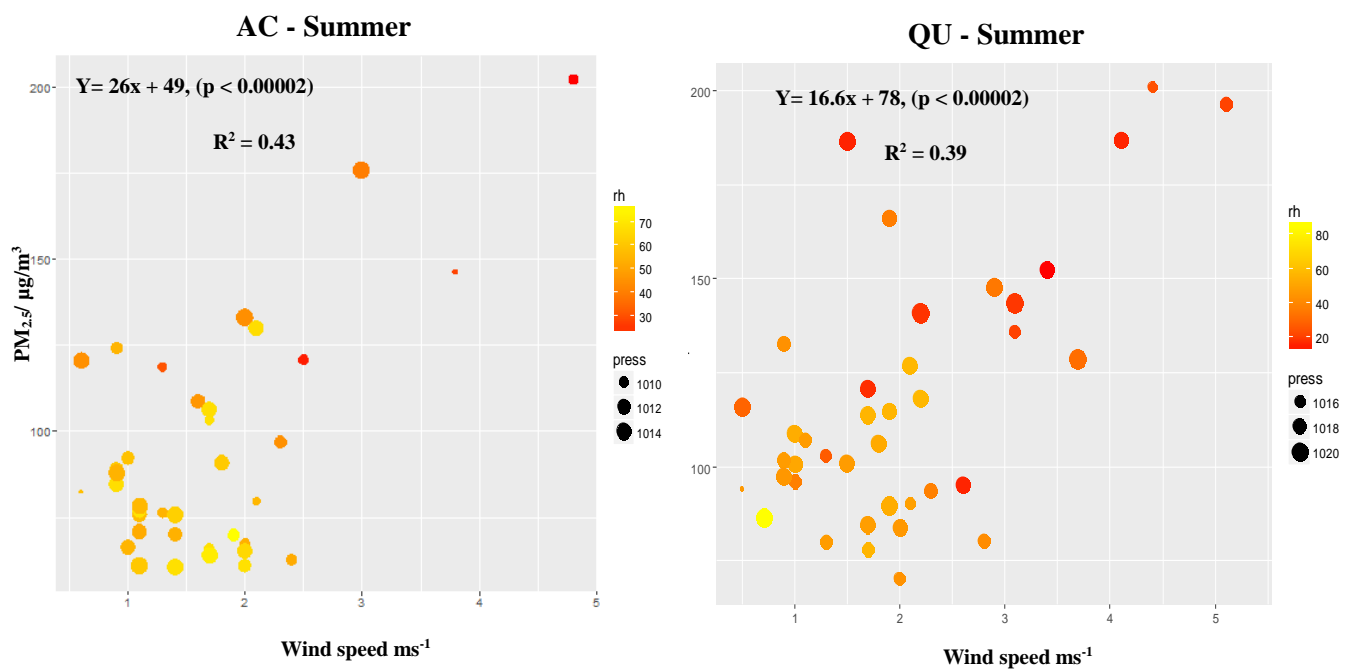 AC - Summer
Y= 26x + 49, (p < 0.00002)
R² = 0.43
PM₂.₅/ µg/m³
200
150
100
1
2
3
4
5
Wind speed ms⁻¹
rh
70
60
50
40
30
press
1010
1012
1014
QU - Summer
Y= 16.6x + 78, (p < 0.00002)
R² = 0.39
200
150
100
1
2
3
4
5
Wind speed ms⁻¹
rh
80
60
40
20
press
1016
1018
1020